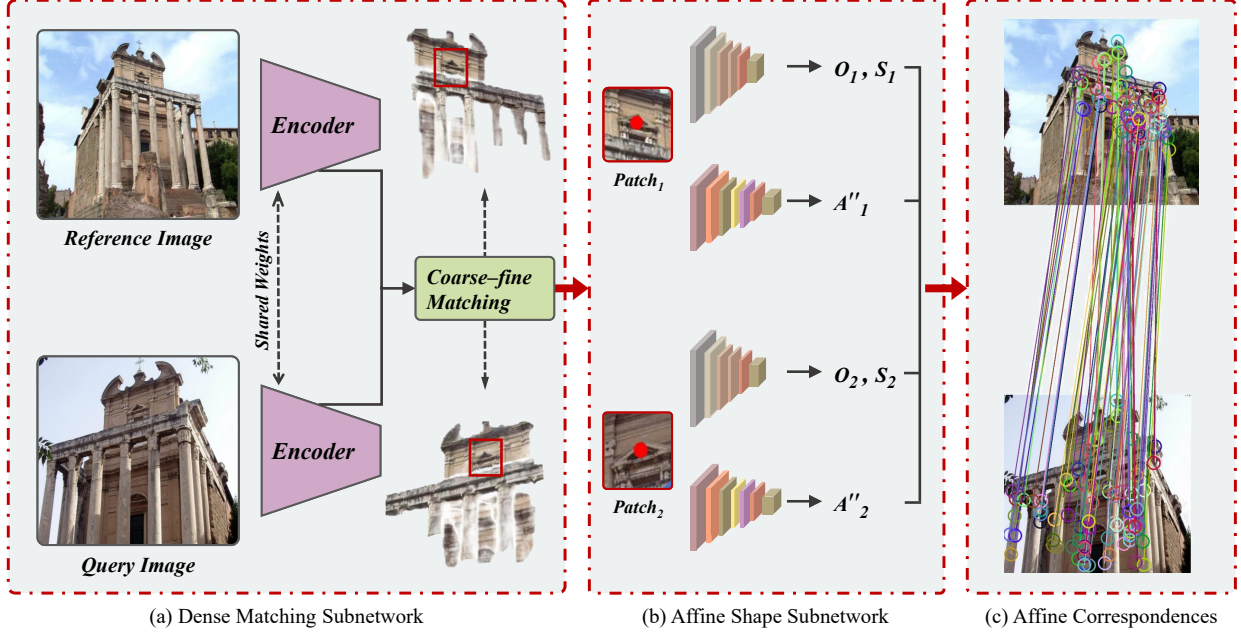 Reference Image
Encoder
Shared Weights
Coarse–fine
Matching
Query Image
Encoder
(a) Dense Matching Subnetwork
Patch₁
O₁ , S₁
A''₁
Patch₂
O₂ , S₂
A''₂
(b) Affine Shape Subnetwork
(c) Affine Correspondences